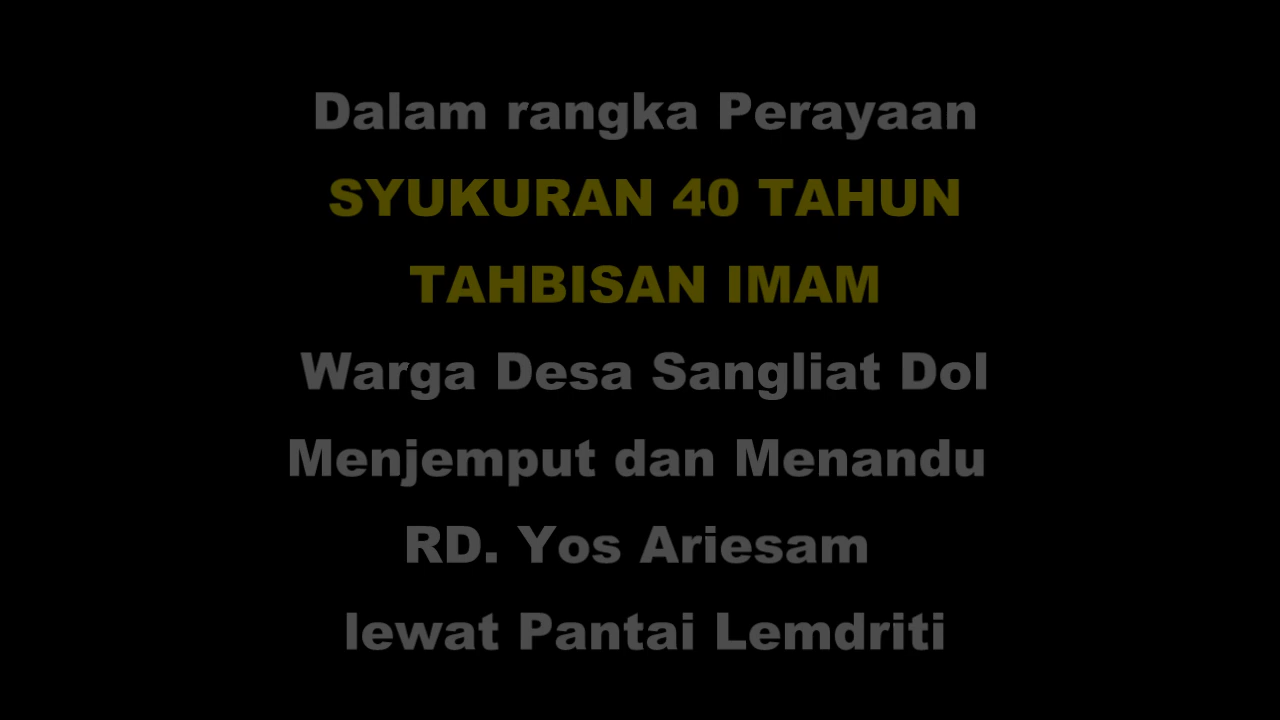 Dalam rangka Perayaan
SYUKURAN 40 TAHUN
TAHBISAN IMAM
Warga Desa Sangliat Dol
Menjemput dan Menandu
RD. Yos Ariesam
lewat Pantai Lemdriti